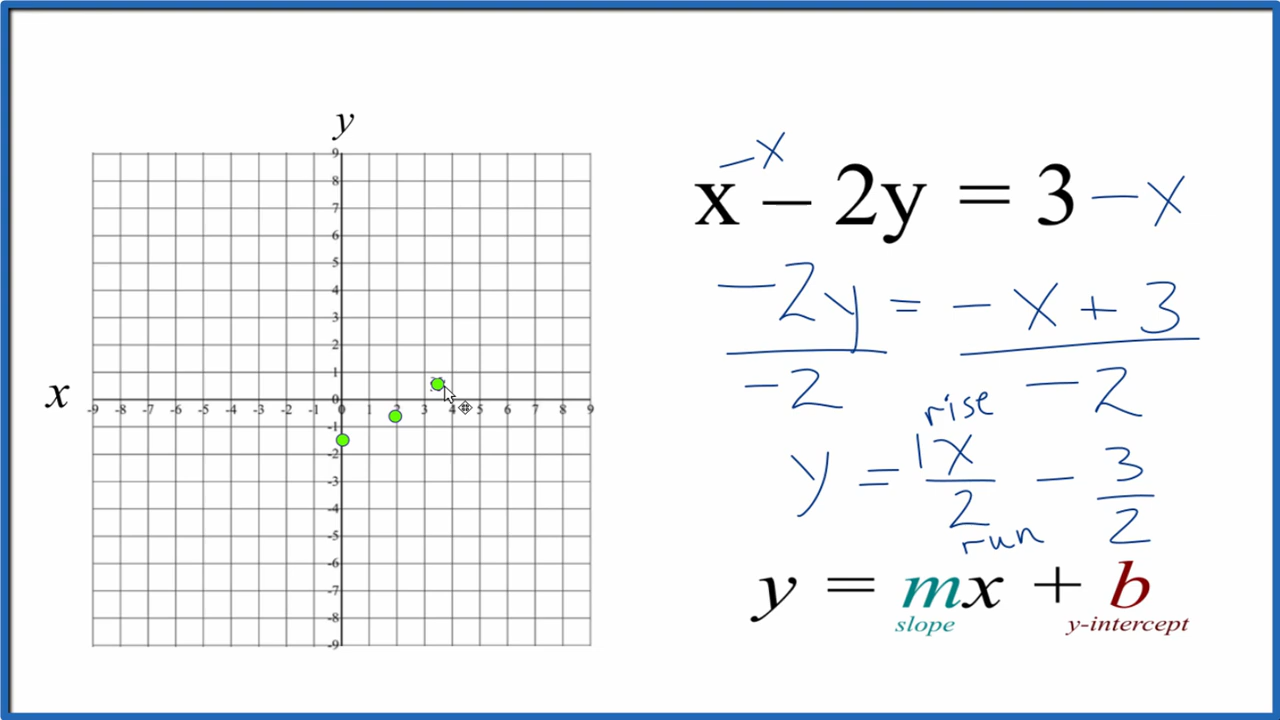 y
9
8
7
6
5
4
3
2
1
x
-9 -8 -7 -6 -5 -4 -3 -2 -1 0 1 2 3 4 5 6 7 8 9
0
-1
-2
-3
-4
-5
-6
-7
-8
-9
-x
x – 2y = 3 -x
-2y = -x + 3
-2 -2
rise
y = 1x - 3
2 2
run
y = mx + b
slope y-intercept